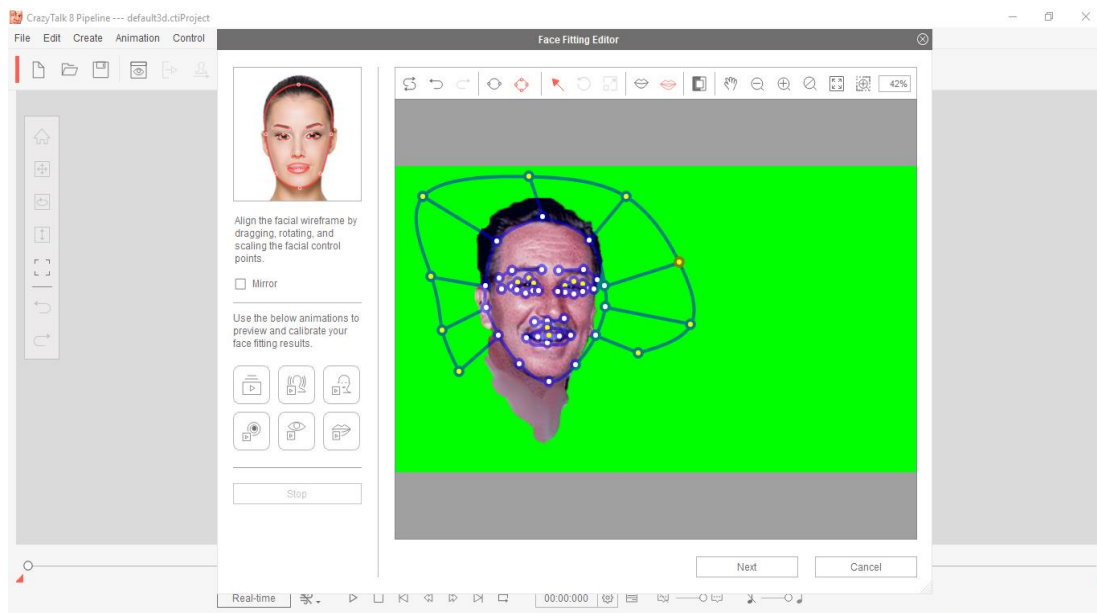 CrazyTalk 8 Pipeline --- default3d.ctiProject
File Edit Create Animation Control
Face Fitting Editor
42%
Align the facial wireframe by
dragging, rotating, and
scaling the facial control
points.
Mirror
Use the below animations to
preview and calibrate your
face fitting results.
Stop
Next Cancel
Real-time 00:00:000